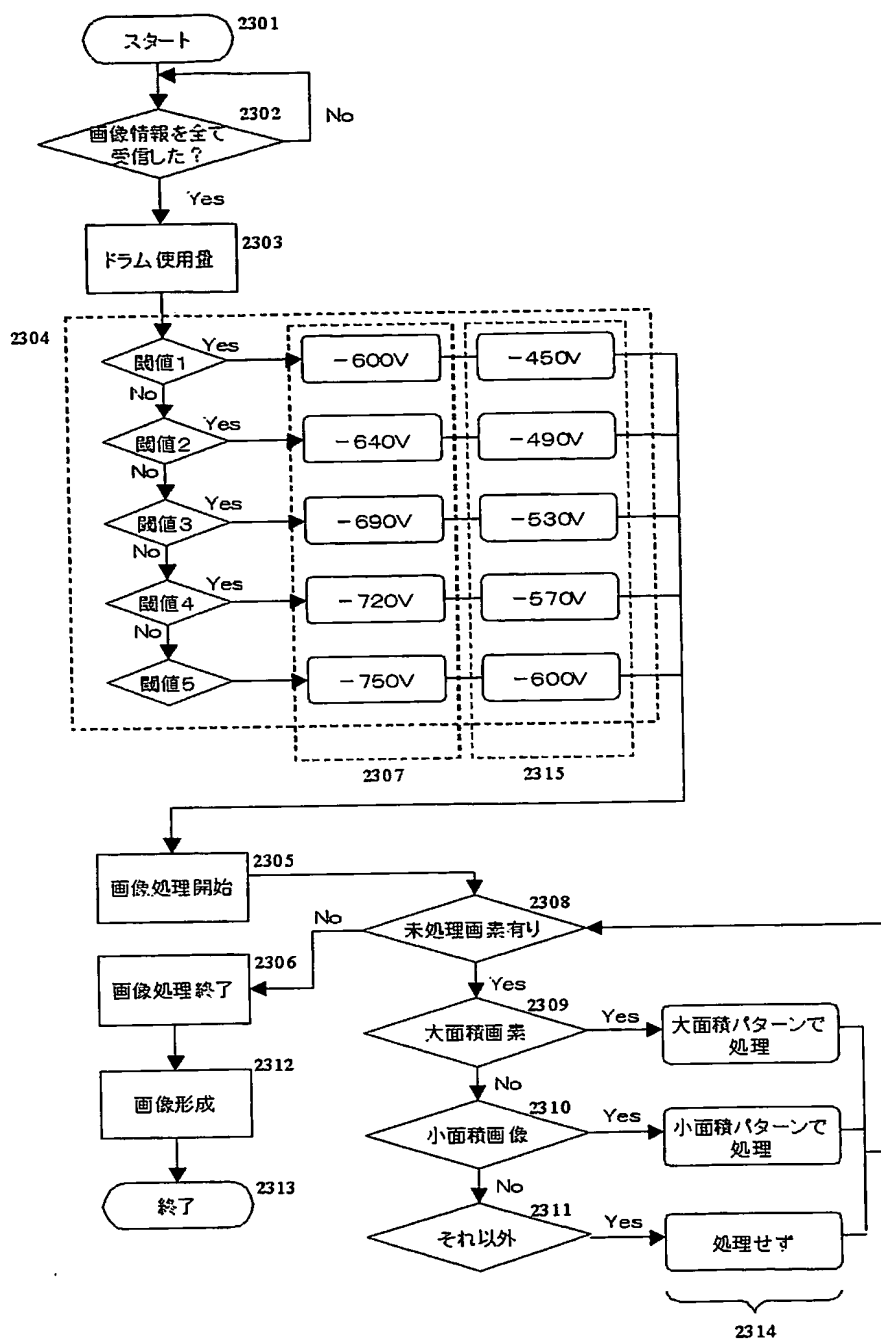 2301
スタート
2302
No
画像情報を全て
受信した？
Yes
2303
ドラム使用量
2304
Yes
閾値1
-600V
-450V
No
Yes
閾値2
-640V
-490V
No
Yes
閾値3
-690V
-530V
No
Yes
閾値4
-720V
-570V
No
閾値5
-750V
-600V
2307
2315
2305
画像処理開始
2308
No
未処理画素有り
2306
Yes
画像処理終了
2309
Yes
大面積画素
大面積パターンで
処理
2312
No
画像形成
2310
Yes
小面積画像
小面積パターンで
処理
2313
No
終了
2311
Yes
それ以外
処理せず
2314